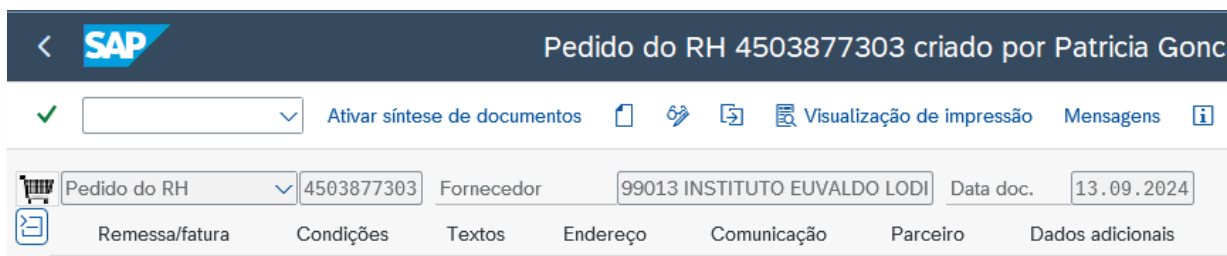 SAP Pedido do RH 4503877303 criado por Patricia Gonc
Ativar síntese de documentos Visualização de impressão Mensagens
Pedido do RH 4503877303 Fornecedor 99013 INSTITUTO EUVALDO LODI Data doc. 13.09.2024
Remessa/fatura Condições Textos Endereço Comunicação Parceiro Dados adicionais